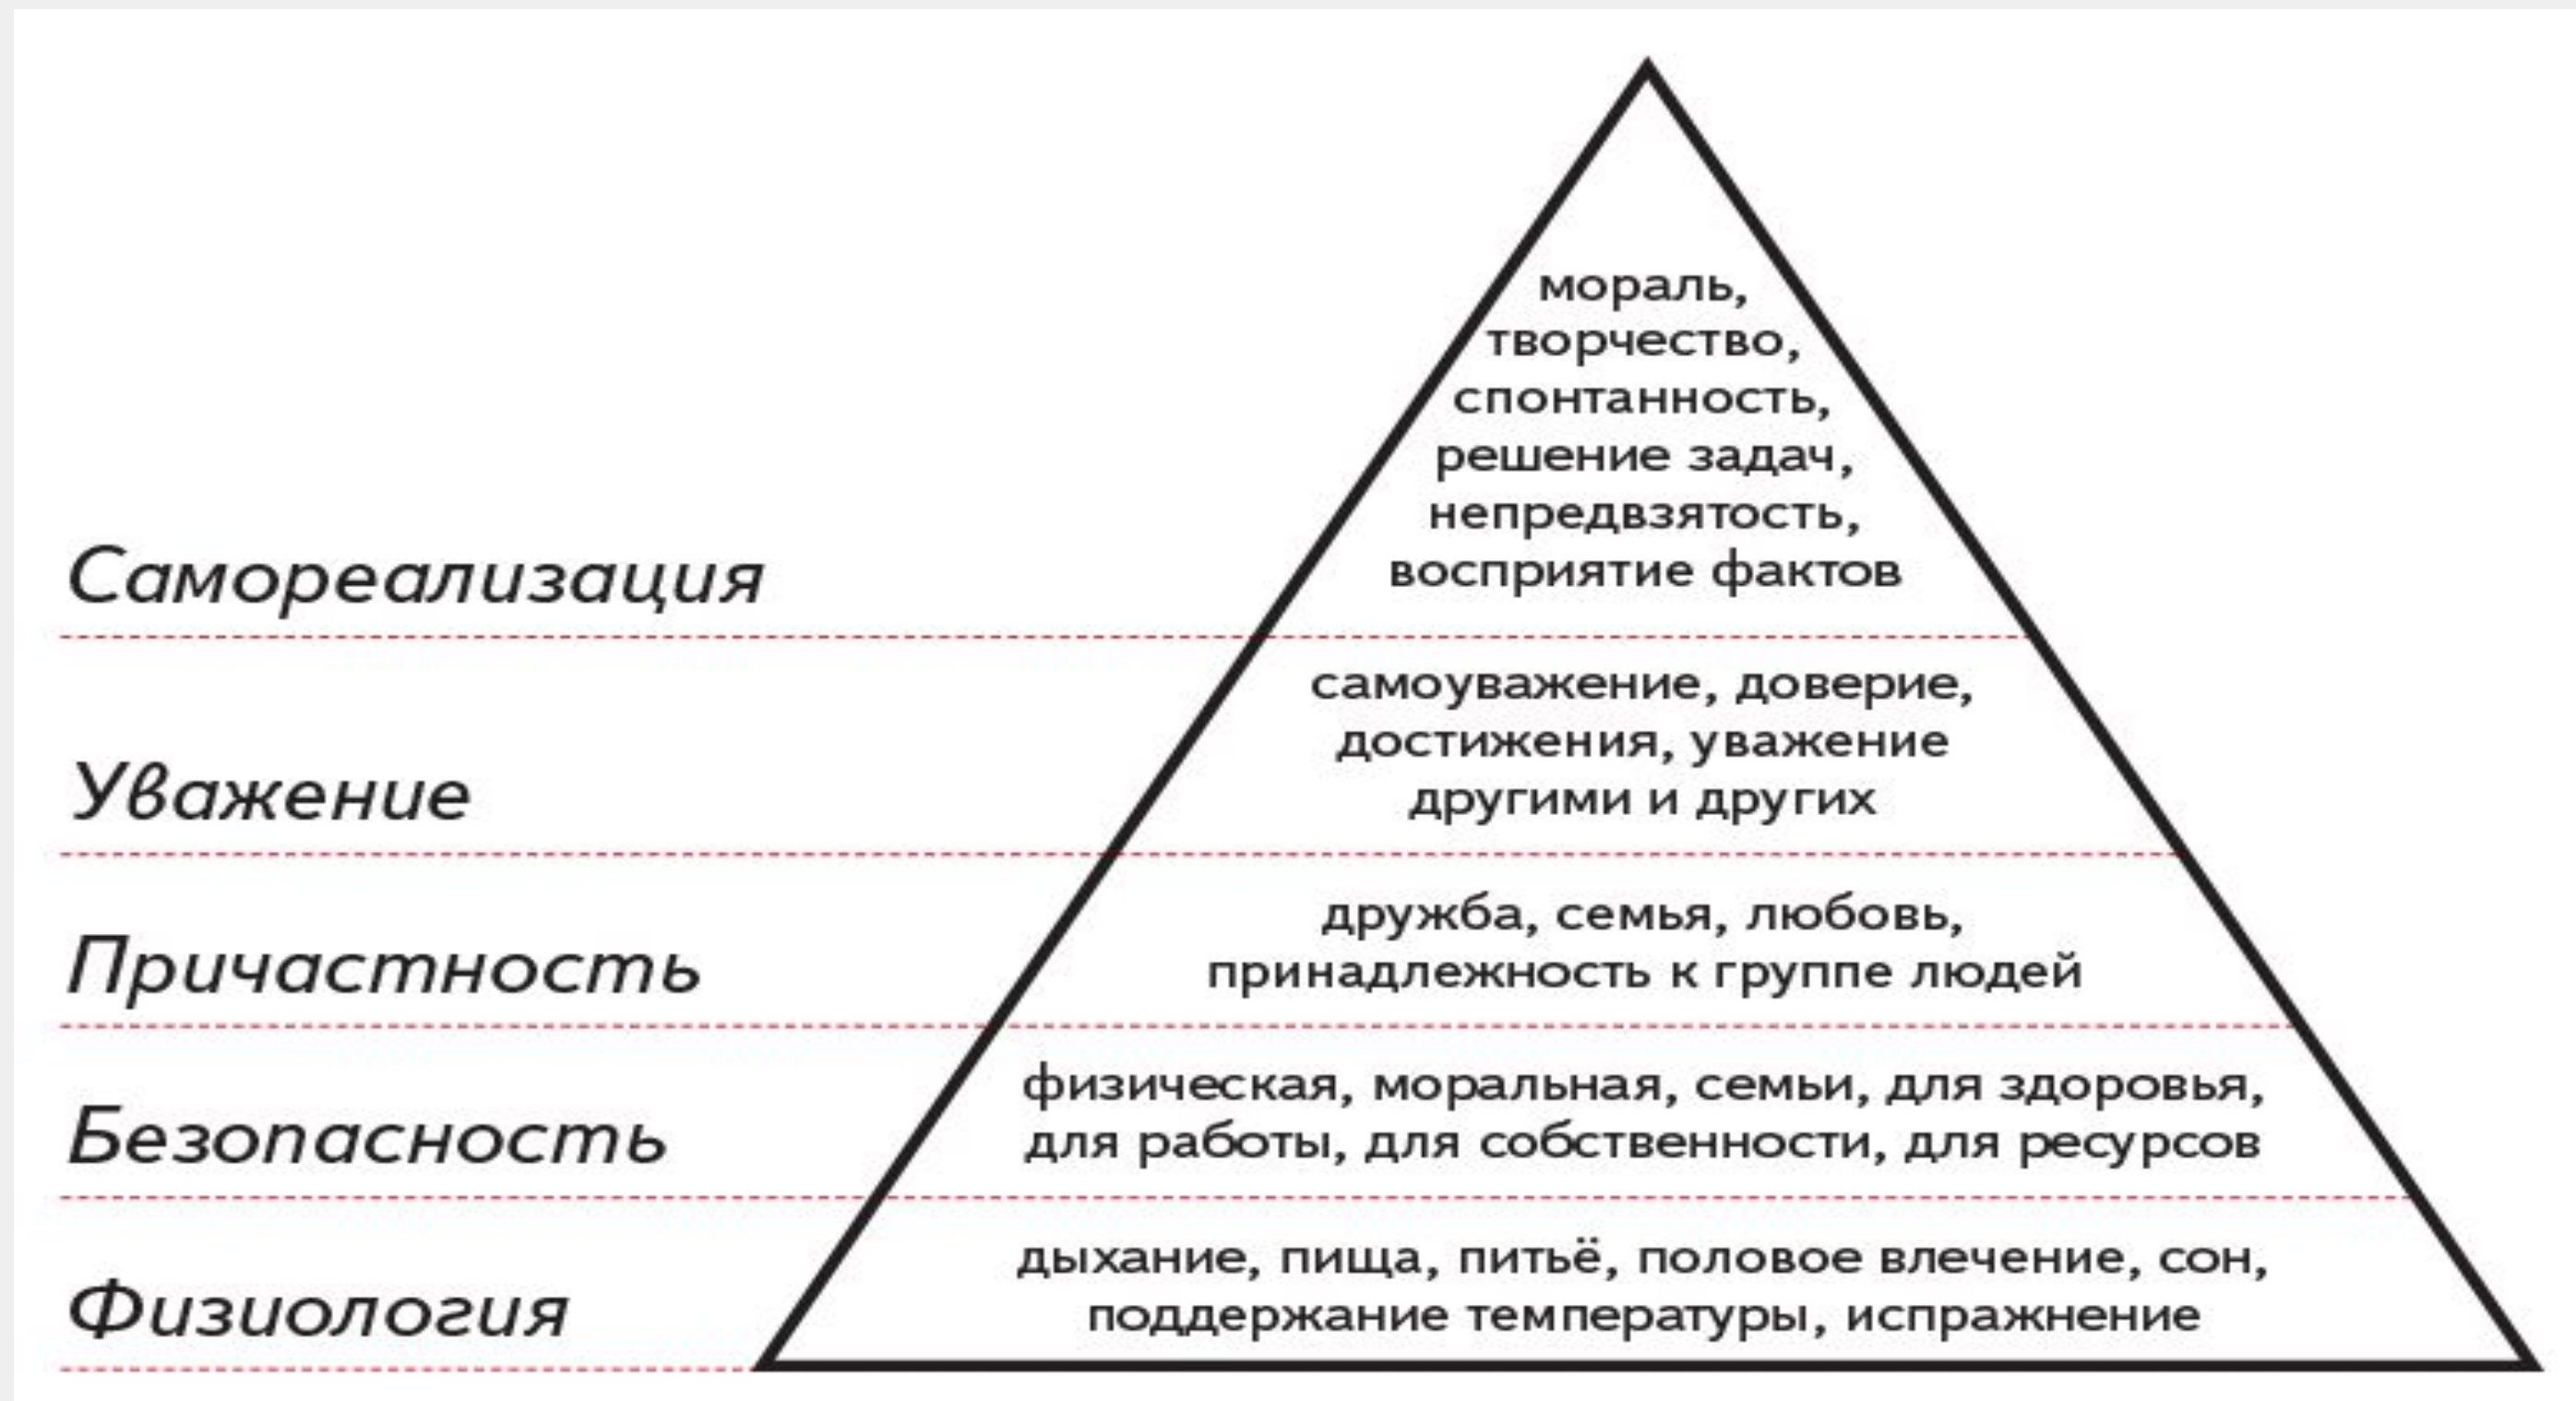 мораль,
творчество,
спонтанность,
решение задач,
непредвзятость,
восприятие фактов
Самореализация
самоуважение, доверие,
достижения, уважение
другими и других
Уважение
дружба, семья, любовь,
принадлежность к группе людей
Причастность
физическая, моральная, семьи, для здоровья,
для работы, для собственности, для ресурсов
Безопасность
дыхание, пища, питьё, половое влечение, сон,
поддержание температуры, испражнение
Физиология